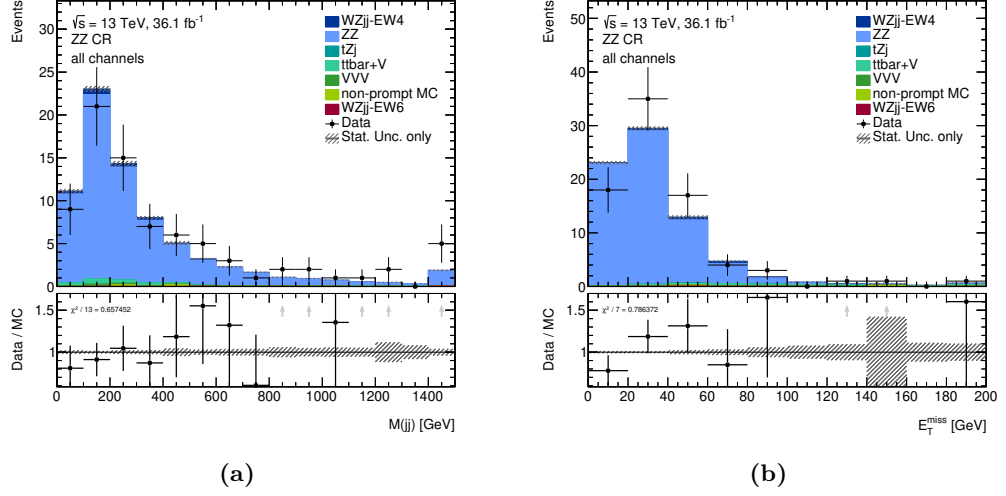 Events
√s = 13 TeV, 36.1 fb⁻¹
ZZ CR
all channels
WZjj-EW4
ZZ
tZj
ttbar+V
VVV
non-prompt MC
WZjj-EW6
Data
Stat. Unc. only
30
25
20
15
10
5
0
Data / MC
1.5
1
χ² / 13 = 0.657452
0 200 400 600 800 1000 1200 1400
M(jj) [GeV]
(a)
Events
√s = 13 TeV, 36.1 fb⁻¹
ZZ CR
all channels
WZjj-EW4
ZZ
tZj
ttbar+V
VVV
non-prompt MC
WZjj-EW6
Data
Stat. Unc. only
50
40
30
20
10
0
Data / MC
1.5
1
χ² / 7 = 0.786372
0 20 40 60 80 100 120 140 160 180 200
E_T^miss [GeV]
(b)